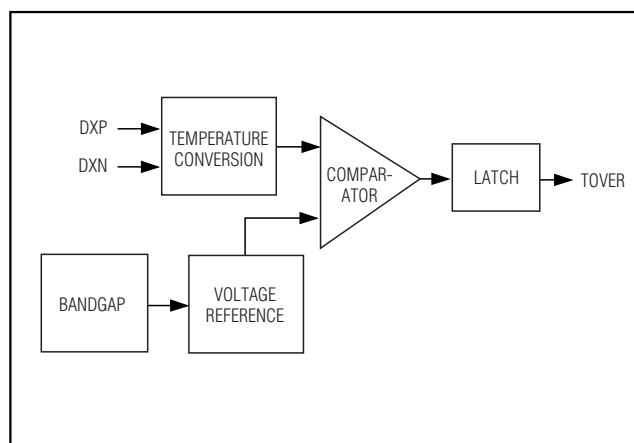 DXP
DXN
TEMPERATURE
CONVERSION
COMPAR-
ATOR
LATCH
TOVER
BANDGAP
VOLTAGE
REFERENCE